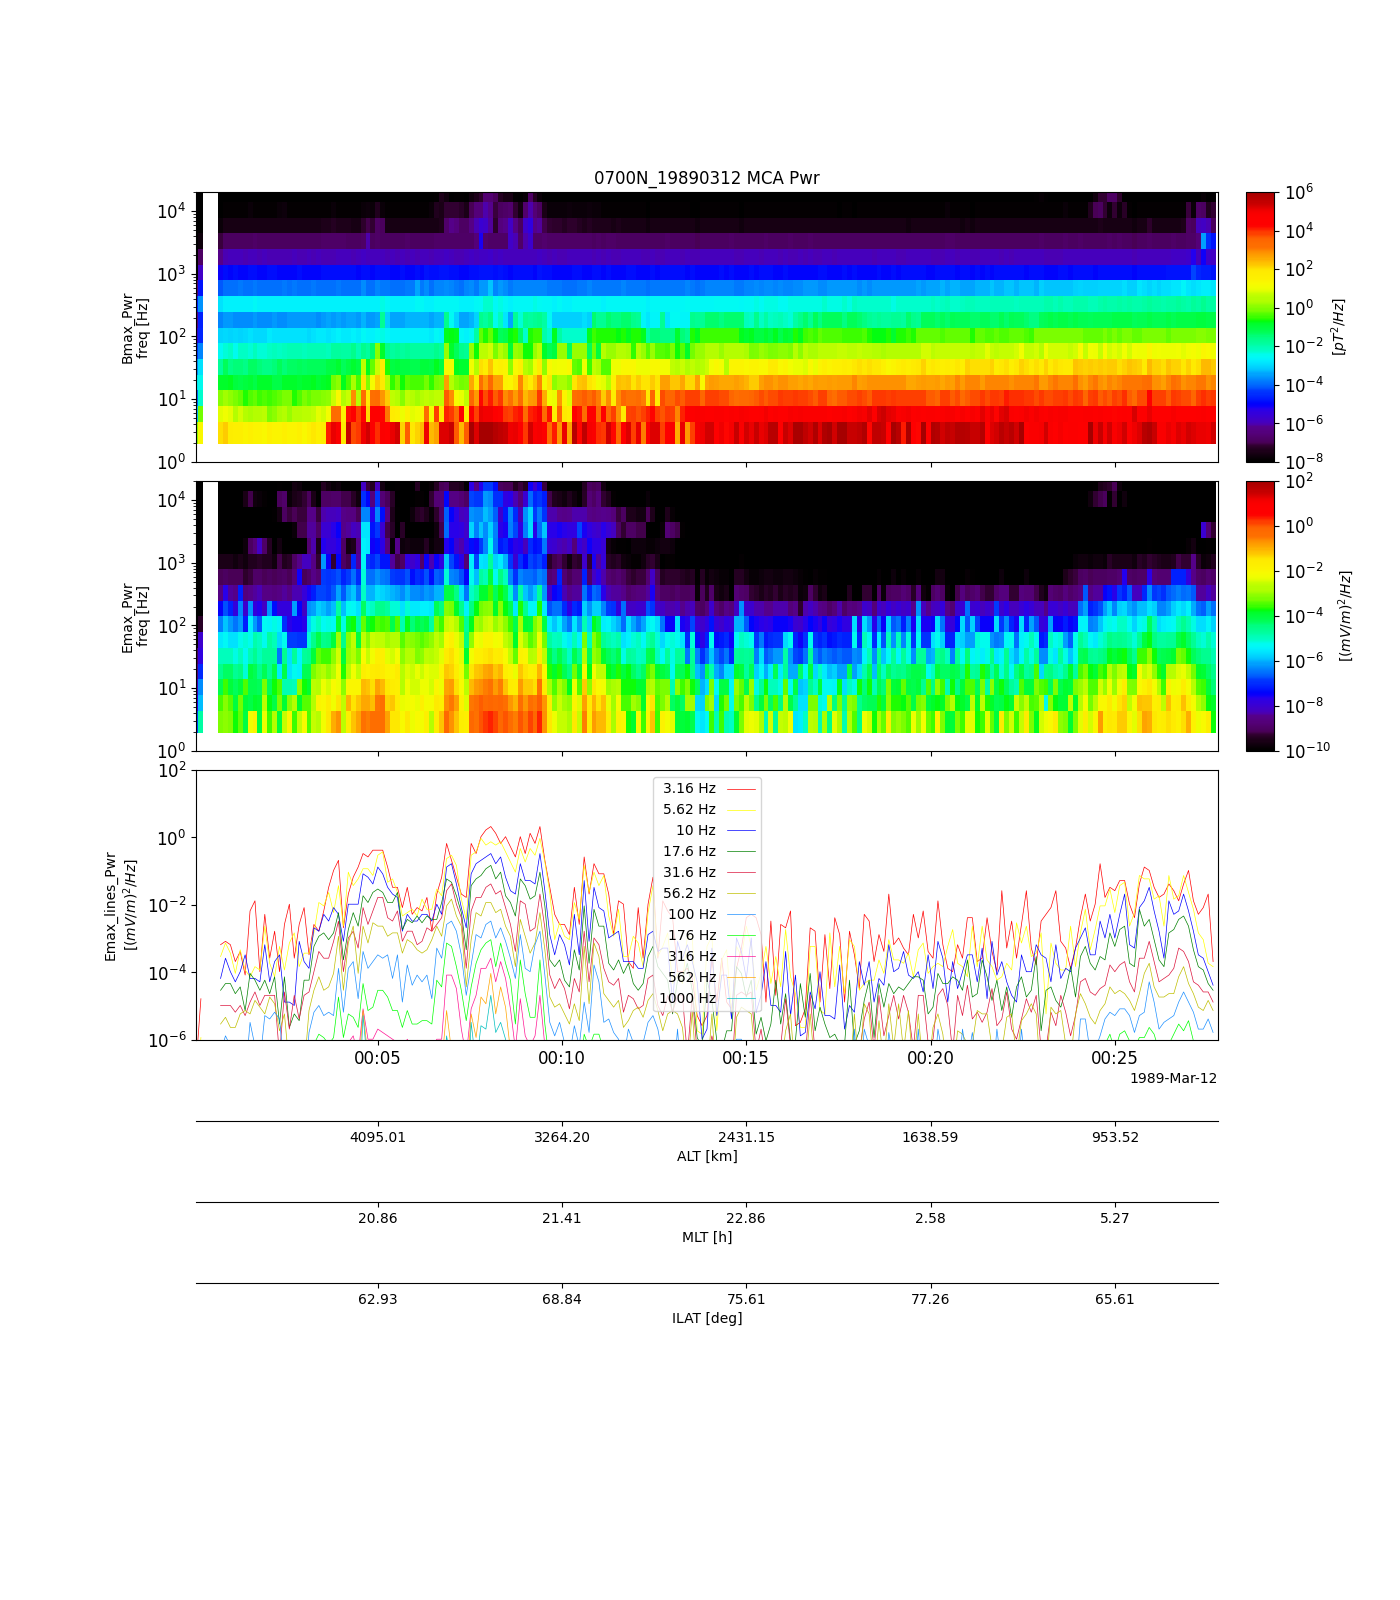 0700N_19890312 MCA Pwr
10^4
10^3
10^2
10^1
10^0
Bmax_Pwr
freq [Hz]
10^6
10^4
10^2
10^0
10^-2
10^-4
10^-6
10^-8
[pT^2/Hz]
10^4
10^3
10^2
10^1
10^0
Emax_Pwr
freq [Hz]
10^2
10^0
10^-2
10^-4
10^-6
10^-8
10^-10
[(mV/m)^2/Hz]
10^2
10^0
10^-2
10^-4
10^-6
Emax_lines_Pwr
[(mV/m)^2/Hz]
3.16 Hz
5.62 Hz
10 Hz
17.6 Hz
31.6 Hz
56.2 Hz
100 Hz
176 Hz
316 Hz
562 Hz
1000 Hz
00:05 00:10 00:15 00:20 00:25
1989-Mar-12
4095.01 3264.20 2431.15 1638.59 953.52
ALT [km]
20.86 21.41 22.86 2.58 5.27
MLT [h]
62.93 68.84 75.61 77.26 65.61
ILAT [deg]